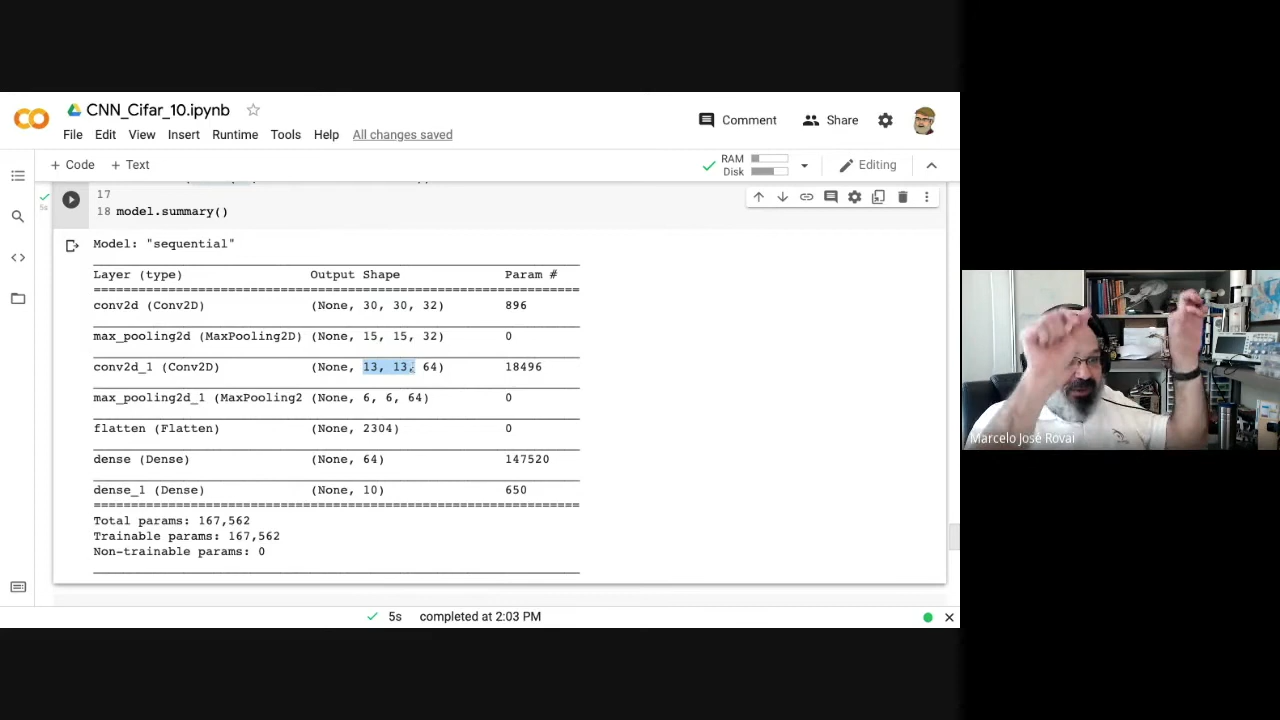 CNN_Cifar_10.ipynb
File Edit View Insert Runtime Tools Help All changes saved
Comment Share
+ Code + Text
RAM
Disk
Editing
17
18 model.summary()
5s
Model: "sequential"
Layer (type) Output Shape Param #
=================================================================
conv2d (Conv2D) (None, 30, 30, 32) 896
max_pooling2d (MaxPooling2D) (None, 15, 15, 32) 0
conv2d_1 (Conv2D) (None, 13, 13, 64) 18496
max_pooling2d_1 (MaxPooling2 (None, 6, 6, 64) 0
flatten (Flatten) (None, 2304) 0
dense (Dense) (None, 64) 147520
dense_1 (Dense) (None, 10) 650
=================================================================
Total params: 167,562
Trainable params: 167,562
Non-trainable params: 0
5s completed at 2:03 PM
Marcelo José Rovai